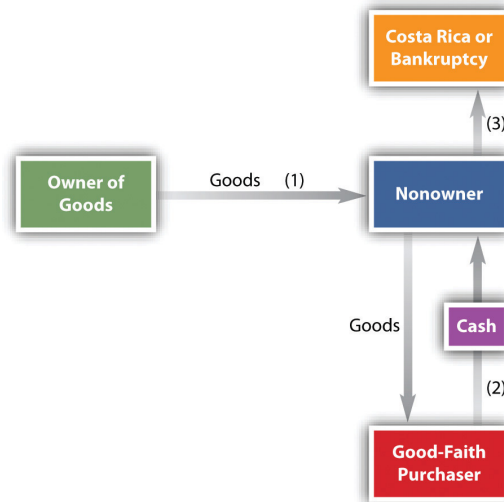 Costa Rica or
Bankruptcy
(3)
Owner of
Goods
Goods (1)
Nonowner
Goods
Cash
(2)
Good-Faith
Purchaser